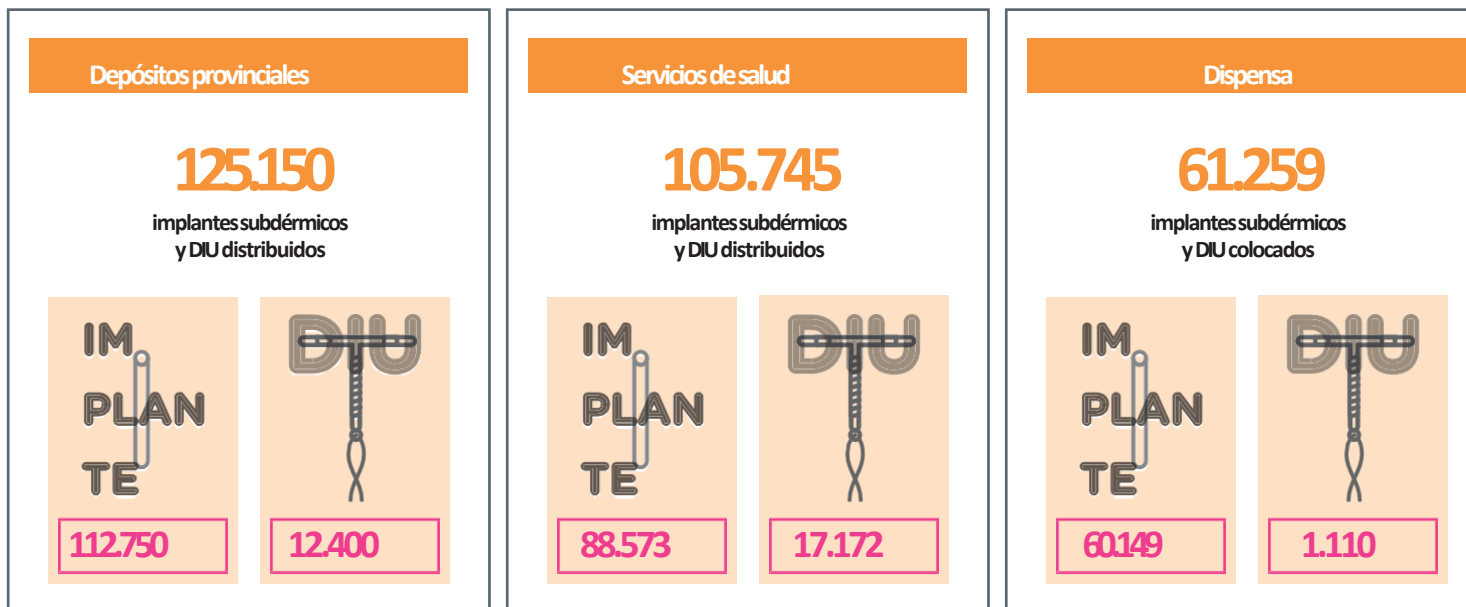 Depósitos provinciales
125.150
implantes subdérmicos
y DIU distribuidos
IM
PLAN
TE
112.750
DIU
12.400
Servicios de salud
105.745
implantes subdérmicos
y DIU distribuidos
IM
PLAN
TE
88.573
DIU
17.172
Dispensa
61.259
implantes subdérmicos
y DIU colocados
IM
PLAN
TE
60.149
DIU
1.110